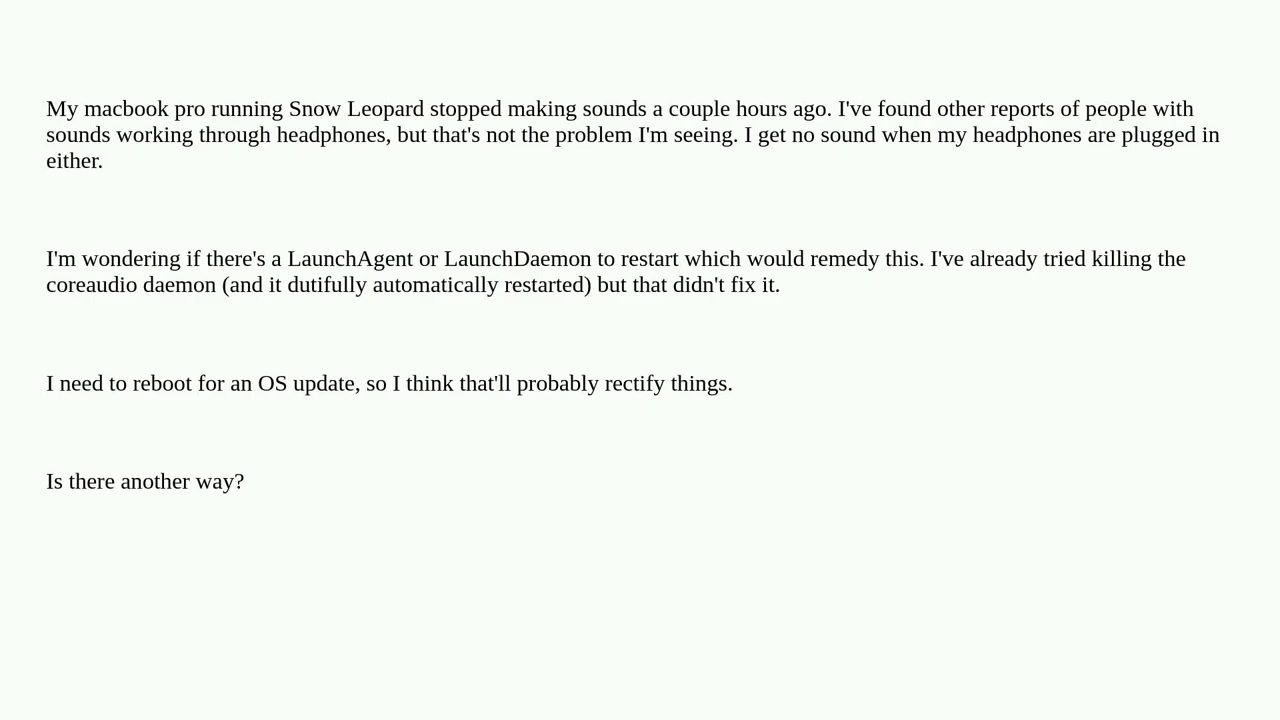 My macbook pro running Snow Leopard stopped making sounds a couple hours ago. I've found other reports of people with
sounds working through headphones, but that's not the problem I'm seeing. I get no sound when my headphones are plugged in
either.
I'm wondering if there's a LaunchAgent or LaunchDaemon to restart which would remedy this. I've already tried killing the
coreaudio daemon (and it dutifully automatically restarted) but that didn't fix it.
I need to reboot for an OS update, so I think that'll probably rectify things.
Is there another way?